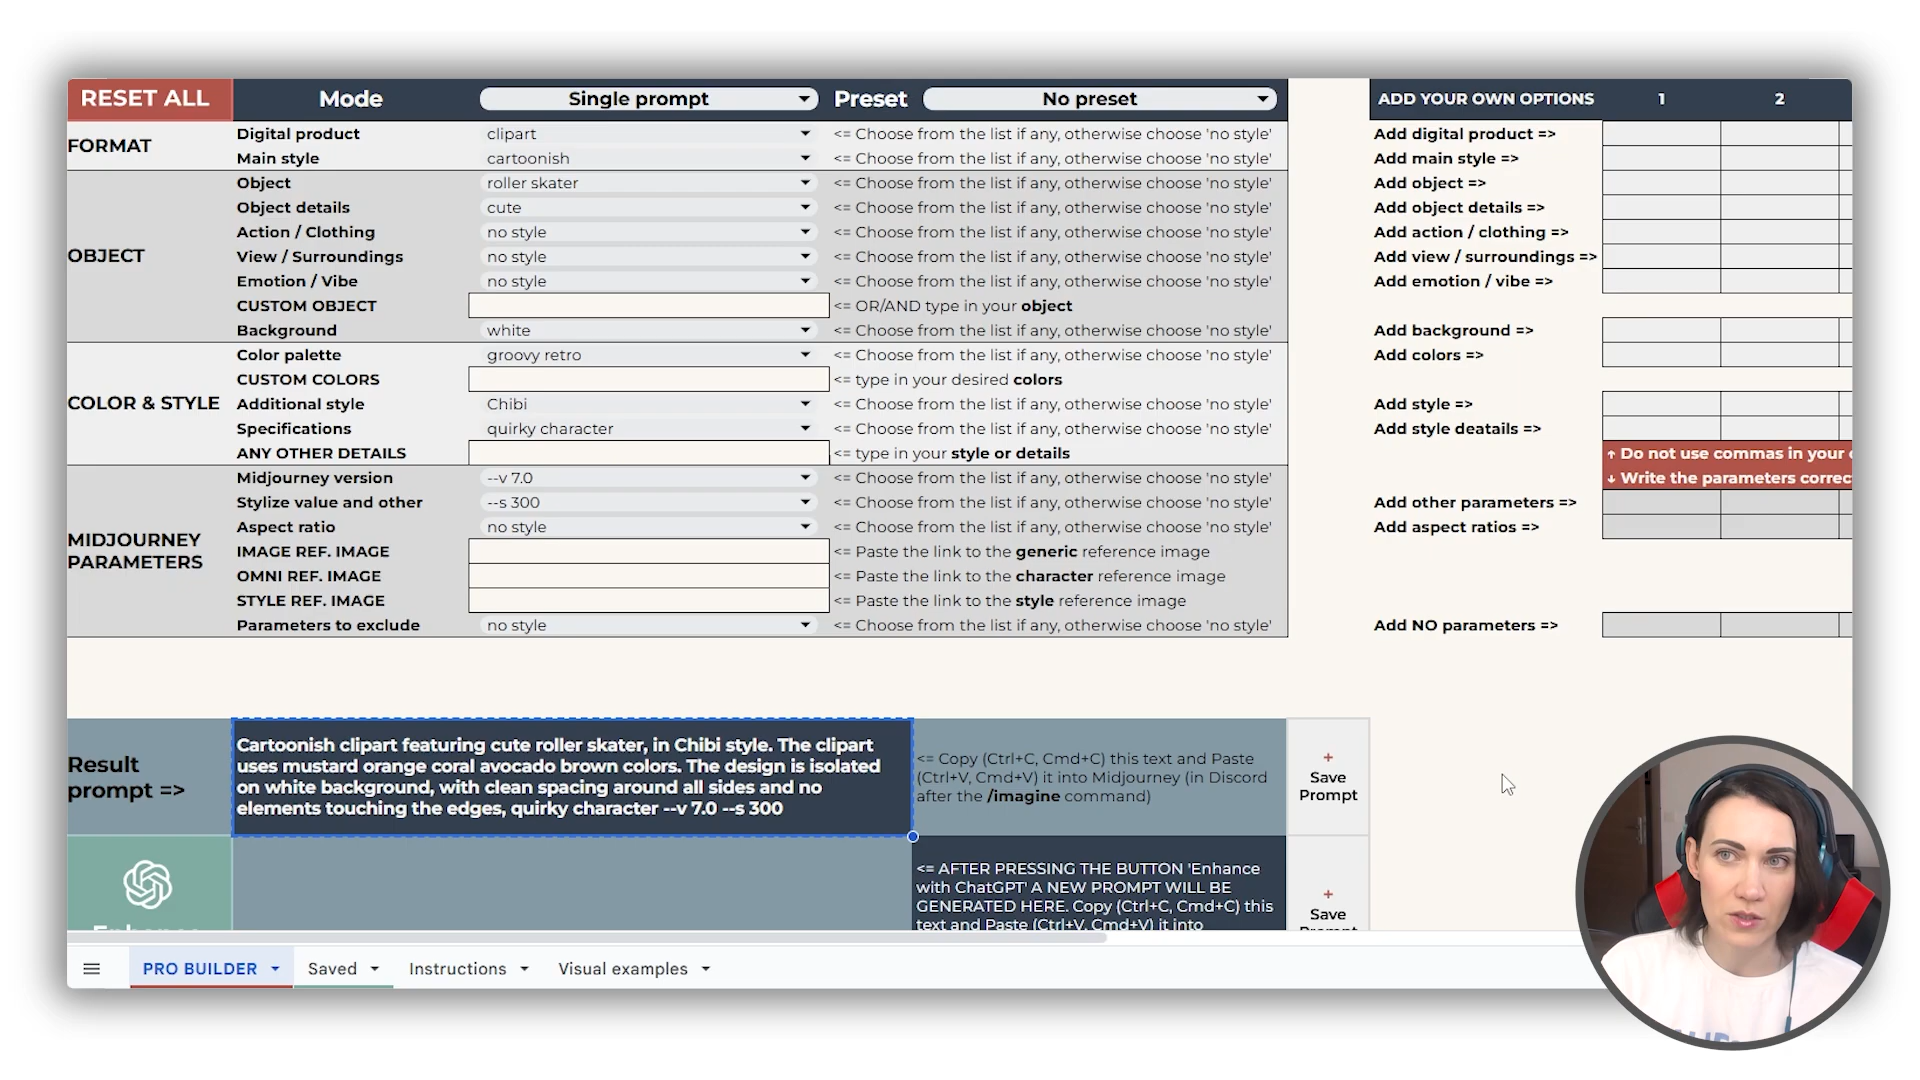 RESET ALL Mode Single prompt Preset No preset ADD YOUR OWN OPTIONS 1 2
FORMAT
Digital product clipart <= Choose from the list if any, otherwise choose 'no style' Add digital product =>
Main style cartoonish <= Choose from the list if any, otherwise choose 'no style' Add main style =>
OBJECT
Object roller skater <= Choose from the list if any, otherwise choose 'no style' Add object =>
Object details cute <= Choose from the list if any, otherwise choose 'no style' Add object details =>
Action / Clothing no style <= Choose from the list if any, otherwise choose 'no style' Add action / clothing =>
View / Surroundings no style <= Choose from the list if any, otherwise choose 'no style' Add view / surroundings =>
Emotion / Vibe no style <= Choose from the list if any, otherwise choose 'no style' Add emotion / vibe =>
CUSTOM OBJECT <= OR/AND type in your object
Background white <= Choose from the list if any, otherwise choose 'no style' Add background =>
COLOR & STYLE
Color palette groovy retro <= Choose from the list if any, otherwise choose 'no style' Add colors =>
CUSTOM COLORS <= type in your desired colors
Additional style Chibi <= Choose from the list if any, otherwise choose 'no style' Add style =>
Specifications quirky character <= Choose from the list if any, otherwise choose 'no style' Add style deatails =>
ANY OTHER DETAILS <= type in your style or details ↑ Do not use commas in your
MIDJOURNEY
PARAMETERS
Midjourney version --v 7.0 <= Choose from the list if any, otherwise choose 'no style' ↓ Write the parameters correc
Stylize value and other --s 300 <= Choose from the list if any, otherwise choose 'no style' Add other parameters =>
Aspect ratio no style <= Choose from the list if any, otherwise choose 'no style' Add aspect ratios =>
IMAGE REF. IMAGE <= Paste the link to the generic reference image
OMNI REF. IMAGE <= Paste the link to the character reference image
STYLE REF. IMAGE <= Paste the link to the style reference image
Parameters to exclude no style <= Choose from the list if any, otherwise choose 'no style' Add NO parameters =>
Result
prompt =>
Cartoonish clipart featuring cute roller skater, in Chibi style. The clipart
uses mustard orange coral avocado brown colors. The design is isolated
on white background, with clean spacing around all sides and no
elements touching the edges, quirky character --v 7.0 --s 300
<= Copy (Ctrl+C, Cmd+C) this text and Paste
(Ctrl+V, Cmd+V) it into Midjourney (in Discord
after the /imagine command)
+
Save
Prompt
<= AFTER PRESSING THE BUTTON 'Enhance
with ChatGPT' A NEW PROMPT WILL BE
GENERATED HERE. Copy (Ctrl+C, Cmd+C) this
text and Paste (Ctrl+V, Cmd+V) it into
+
Save
PRO BUILDER Saved Instructions Visual examples